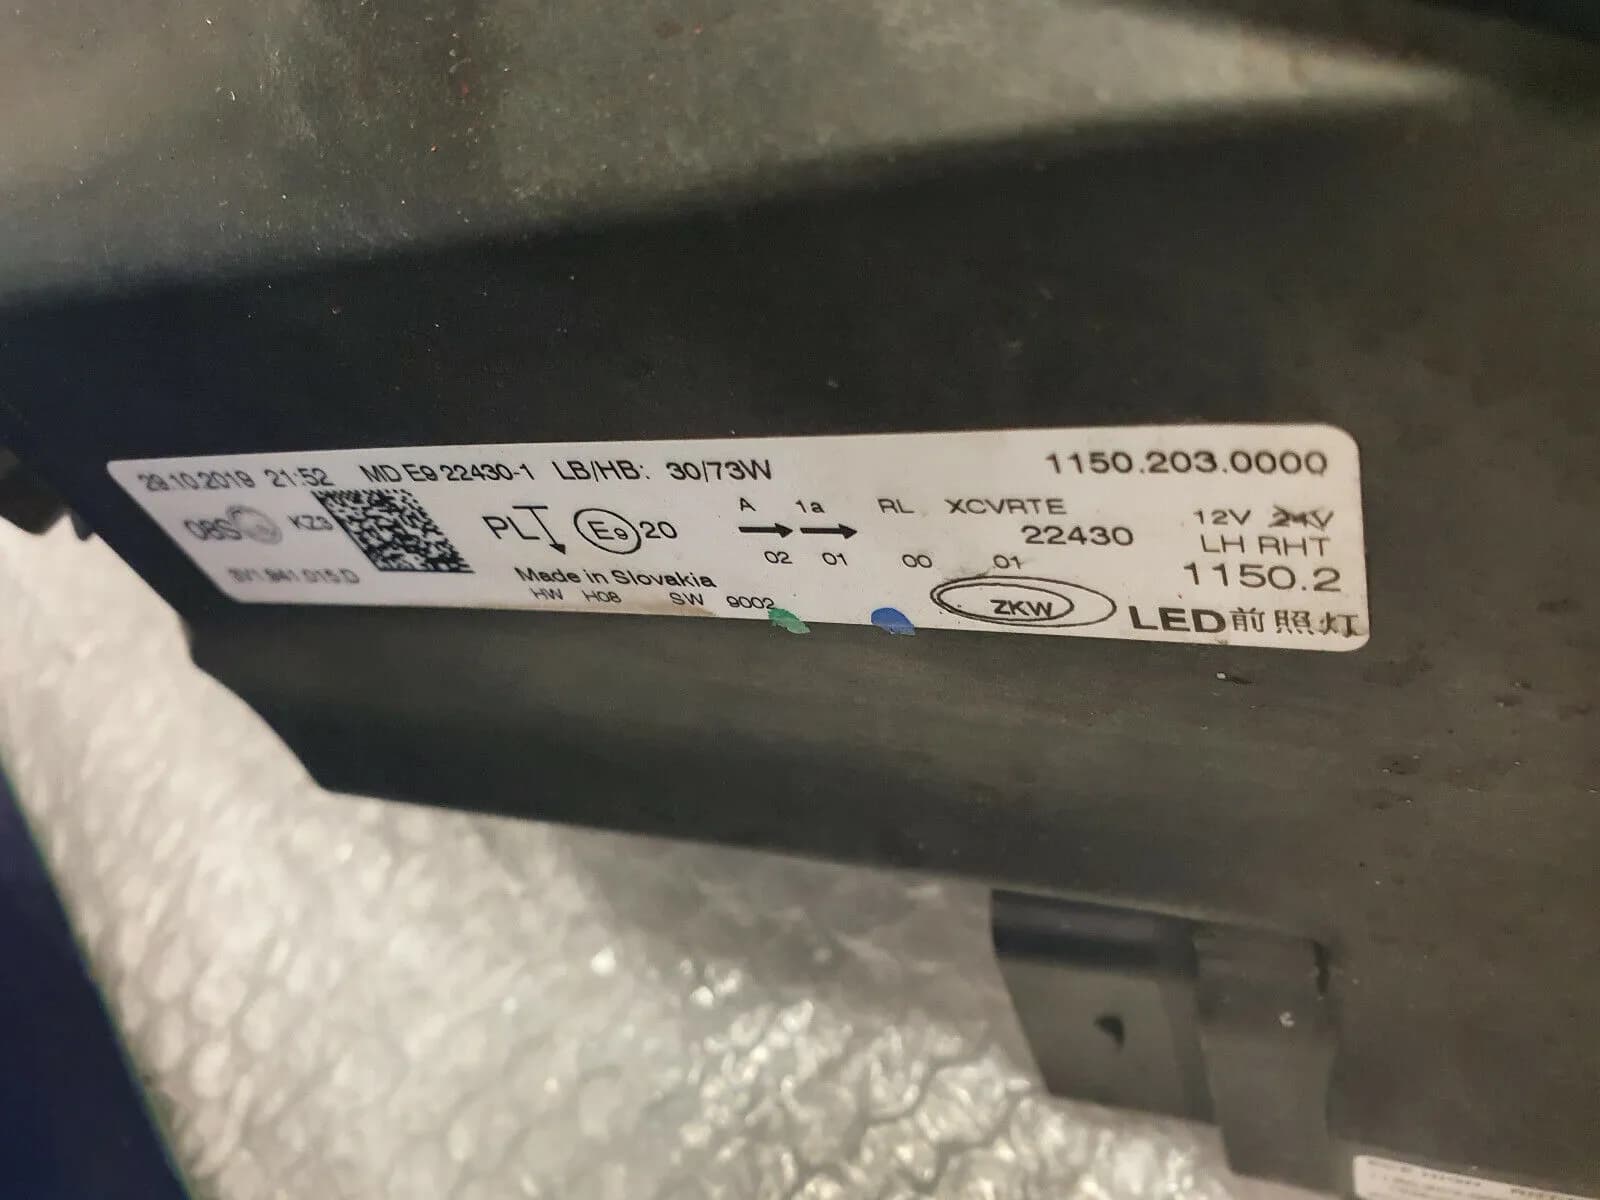 29.10.2019 21:52 MD E9 22430-1 LB/HB: 30/73W 1150.203.0000
08S KZ3 PL E9 20 A 1a RL XCVRTE 12V 24V
22430 LH RHT
02 01 00 01 1150.2
Made in Slovakia
HW H08 SW 9002 ZKW LED前照灯